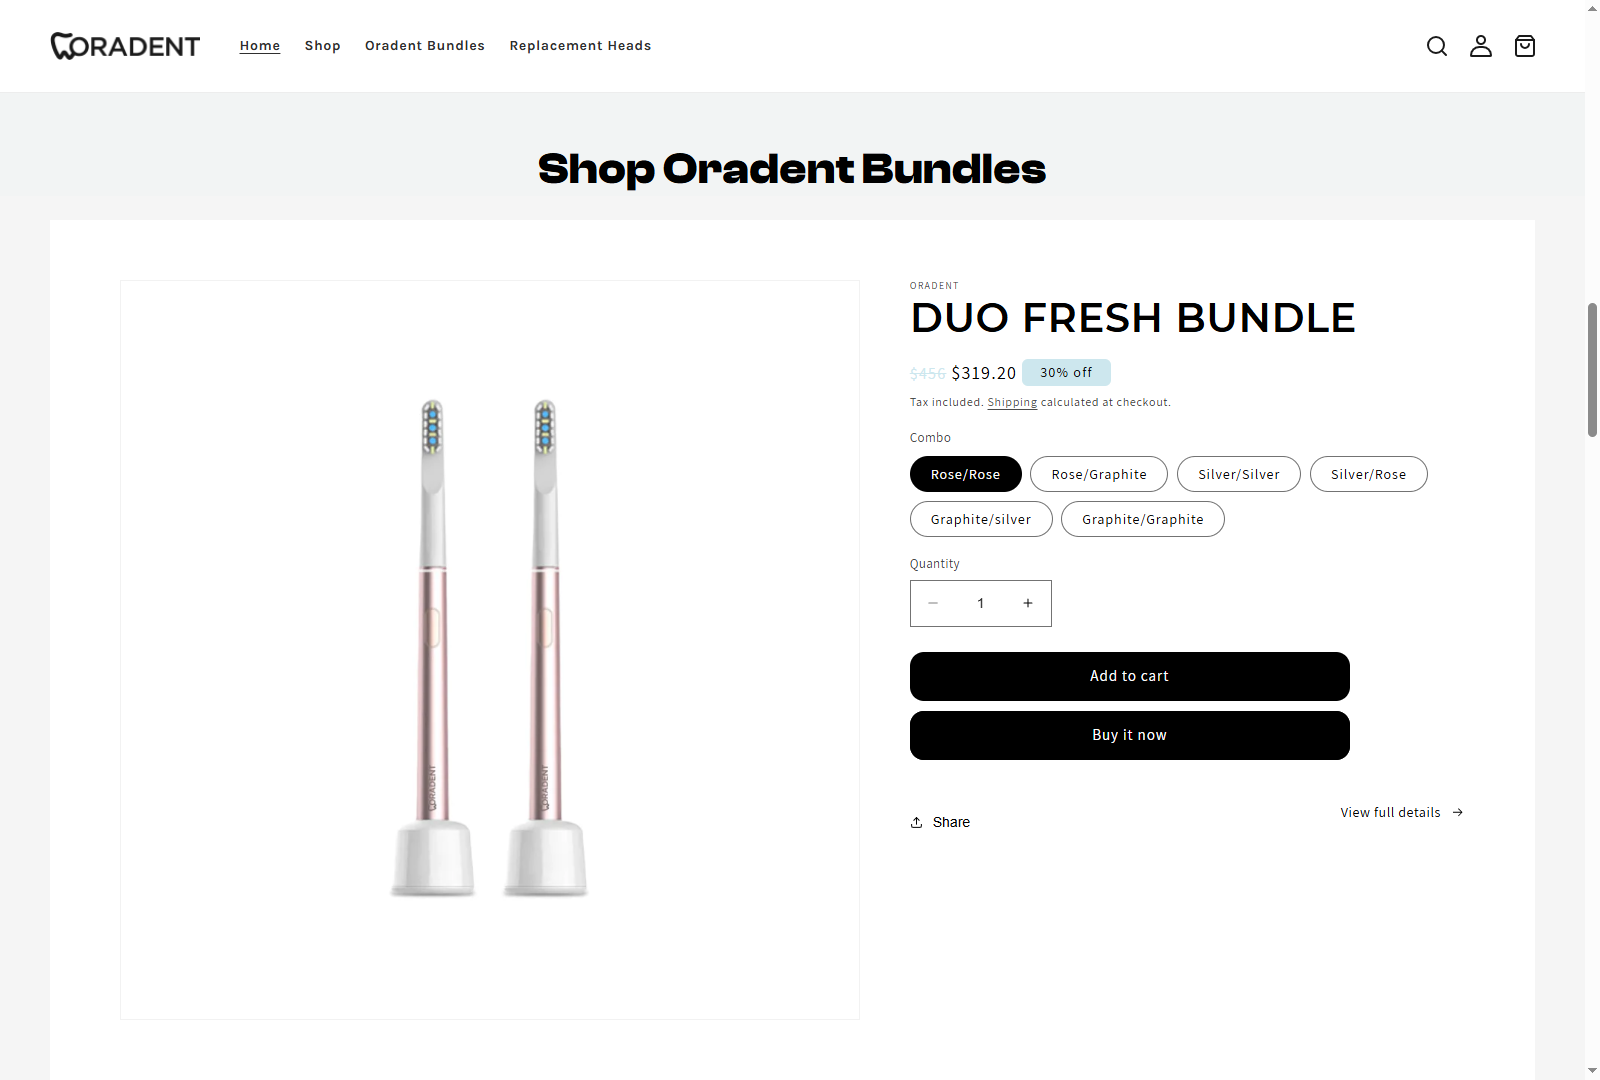 ORADENT
Home Shop Oradent Bundles Replacement Heads
Shop Oradent Bundles
ORADENT
DUO FRESH BUNDLE
$456 $319.20 30% off
Tax included. Shipping calculated at checkout.
Combo
Rose/Rose Rose/Graphite Silver/Silver Silver/Rose
Graphite/silver Graphite/Graphite
Quantity
− 1 +
Add to cart
Buy it now
View full details →
Share
ORADENT ORADENT